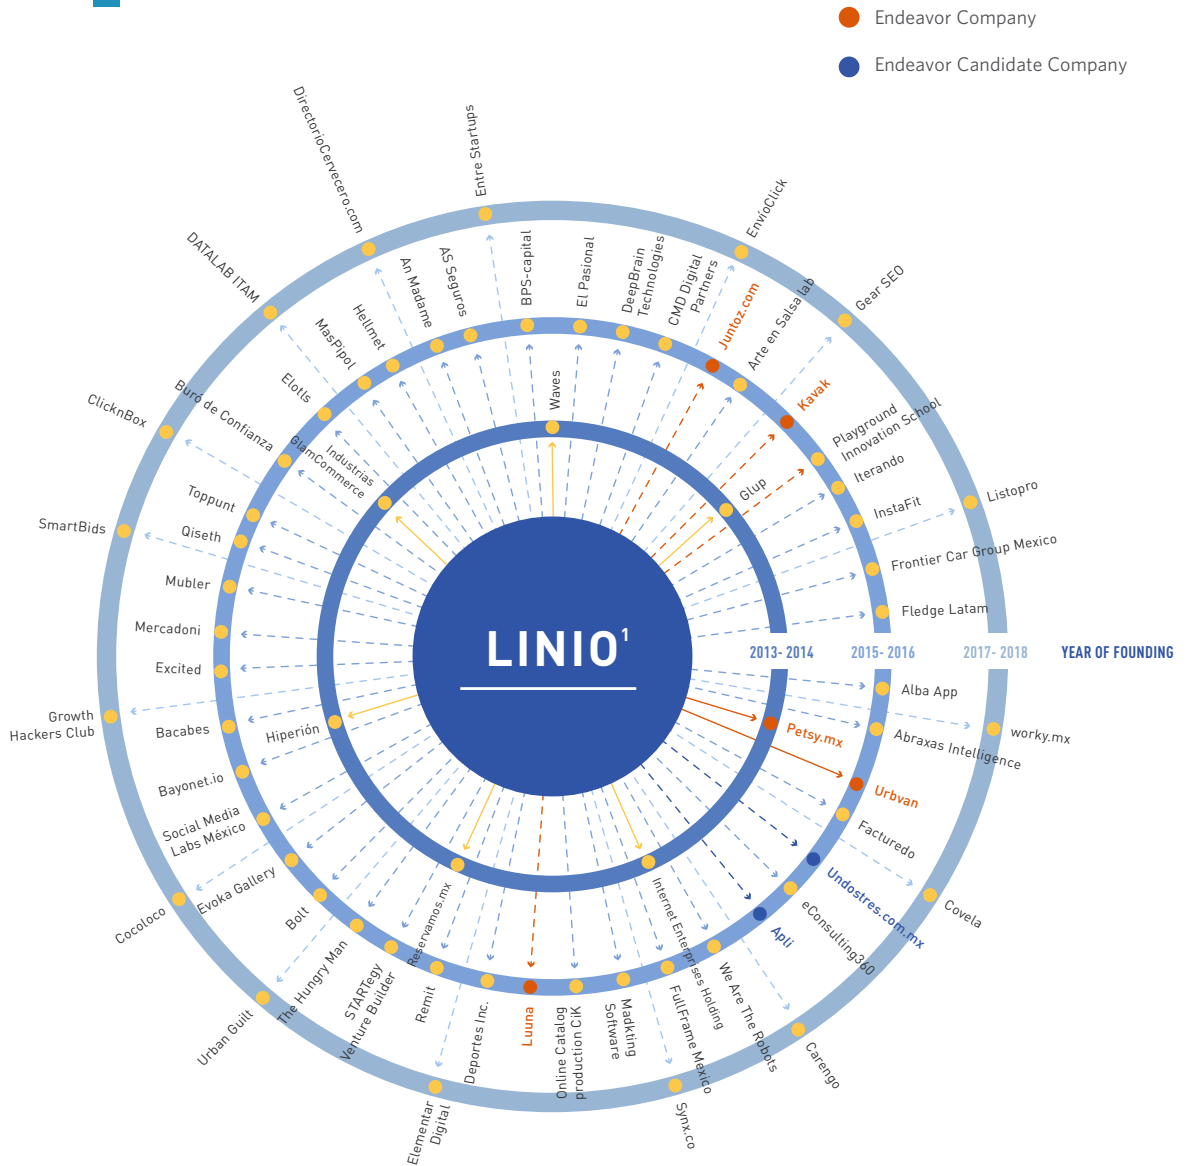 Endeavor Company
Endeavor Candidate Company
LINIO1
2013- 2014
2015- 2016
2017- 2018
YEAR OF FOUNDING
Waves
Glup
Petsy.mx
Internet Enterprises Holding
Reservamos.mx
Hiperión
Industrias
GlamCommerce
BPS-capital
El Pasional
DeepBrain
Technologies
CMD Digital
Partners
Juntoz.com
Arte en Salsa lab
Kavak
Playground
Innovation School
Iterando
InstaFit
Frontier Car Group Mexico
Fledge Latam
Alba App
Abraxas Intelligence
Urbvan
Facturedo
Undostres.com.mx
eConsulting360
Apli
We Are The Robots
FullFrame Mexico
Madkting
Software
Online Catalog
production CiK
Luuna
Deportes Inc.
Remit
STARTegy
Venture Builder
The Hungry Man
Bolt
Evoka Gallery
Social Media
Labs México
Bayonet.io
Bacabes
Excited
Mercadoni
Mubler
Qiseth
Toppunt
Buró de Confianza
Elotls
MasPipol
Hellmet
An Madame
AS Seguros
Entre Startups
EnvíoClick
Gear SEO
Listopro
worky.mx
Covela
Carengo
Synx.co
Elementar
Digital
Urban Guilt
Cocoloco
Growth
Hackers Club
SmartBids
ClicknBox
DATALAB ITAM
DirectorioCervecero.com